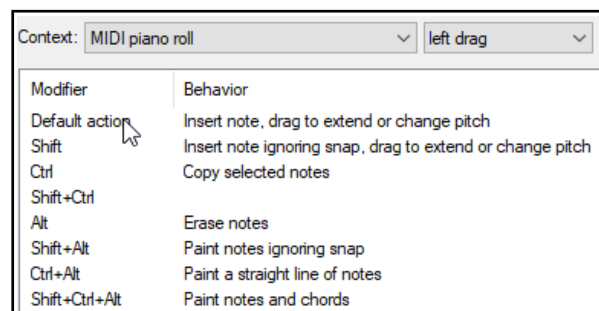 Context: MIDI piano roll left drag
Modifier Behavior
Default action Insert note, drag to extend or change pitch
Shift Insert note ignoring snap, drag to extend or change pitch
Ctrl Copy selected notes
Shift+Ctrl
Alt Erase notes
Shift+Alt Paint notes ignoring snap
Ctrl+Alt Paint a straight line of notes
Shift+Ctrl+Alt Paint notes and chords